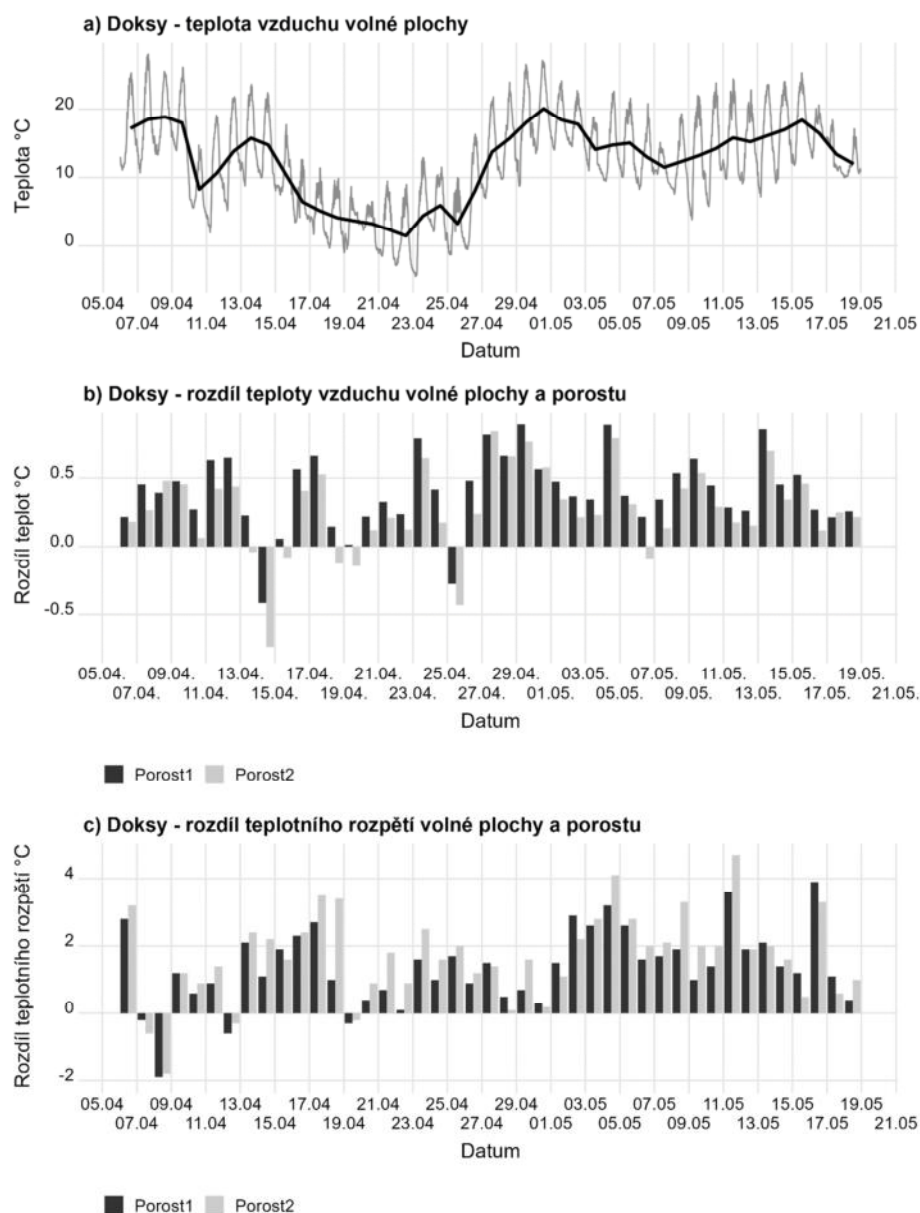 a) Doksy - teplota vzduchu volné plochy
Teplota °C
20
10
0
05.04 09.04 13.04 17.04 21.04 25.04 29.04 03.05 07.05 11.05 15.05 19.05
07.04 11.04 15.04 19.04 23.04 27.04 01.05 05.05 09.05 13.05 17.05 21.05
Datum
b) Doksy - rozdíl teploty vzduchu volné plochy a porostu
Rozdíl teplot °C
0.5
0.0
-0.5
05.04. 09.04. 13.04. 17.04. 21.04. 25.04. 29.04. 03.05. 07.05. 11.05. 15.05. 19.05.
07.04. 11.04. 15.04. 19.04. 23.04. 27.04. 01.05. 05.05. 09.05. 13.05. 17.05. 21.05.
Datum
Porost1 Porost2
c) Doksy - rozdíl teplotního rozpětí volné plochy a porostu
Rozdíl teplotního rozpětí °C
4
2
0
-2
05.04 09.04 13.04 17.04 21.04 25.04 29.04 03.05 07.05 11.05 15.05 19.05
07.04 11.04 15.04 19.04 23.04 27.04 01.05 05.05 09.05 13.05 17.05 21.05
Datum
Porost1 Porost2